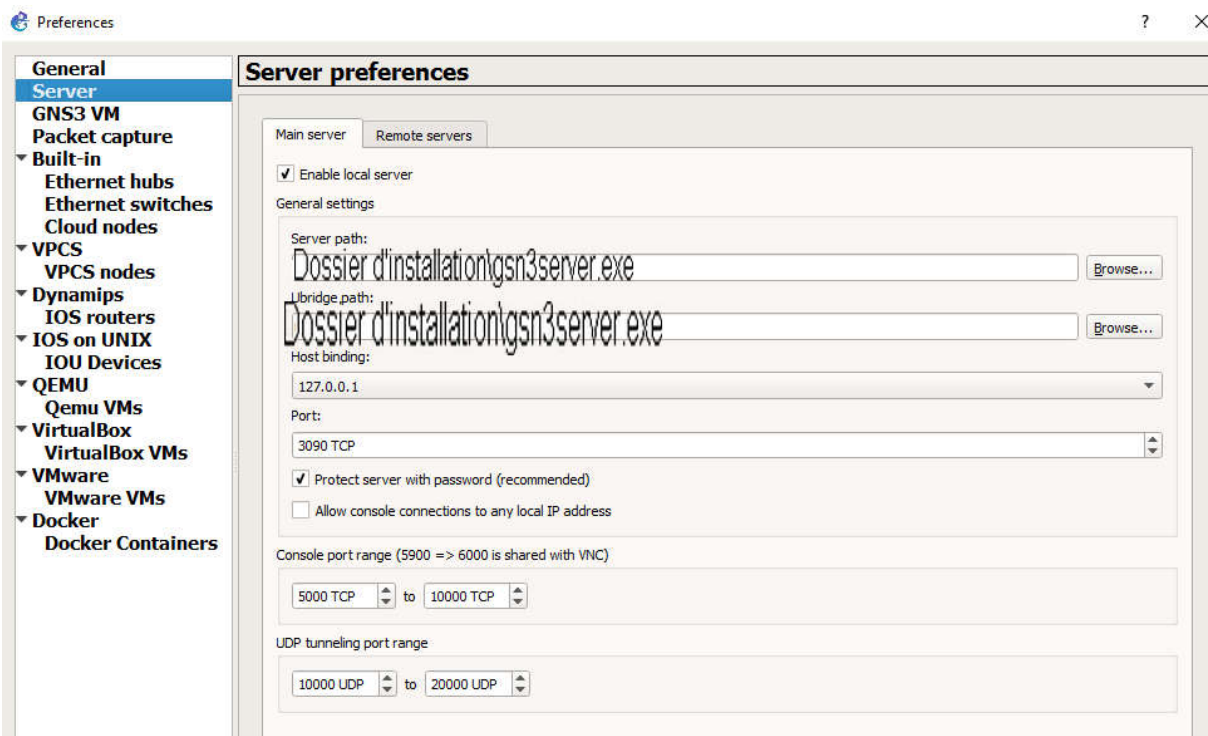 Preferences
?
General
Server
GNS3 VM
Packet capture
Built-in
Ethernet hubs
Ethernet switches
Cloud nodes
VPCS
VPCS nodes
Dynamips
IOS routers
IOS on UNIX
IOU Devices
QEMU
Qemu VMs
VirtualBox
VirtualBox VMs
VMware
VMware VMs
Docker
Docker Containers
Server preferences
Main server Remote servers
Enable local server
General settings
Server path:
Dossier d'installation\gsn3server.exe Browse...
Ubridge path:
Dossier d'installation\gsn3server.exe Browse...
Host binding:
127.0.0.1
Port:
3090 TCP
Protect server with password (recommended)
Allow console connections to any local IP address
Console port range (5900 => 6000 is shared with VNC)
5000 TCP to 10000 TCP
UDP tunneling port range
10000 UDP to 20000 UDP